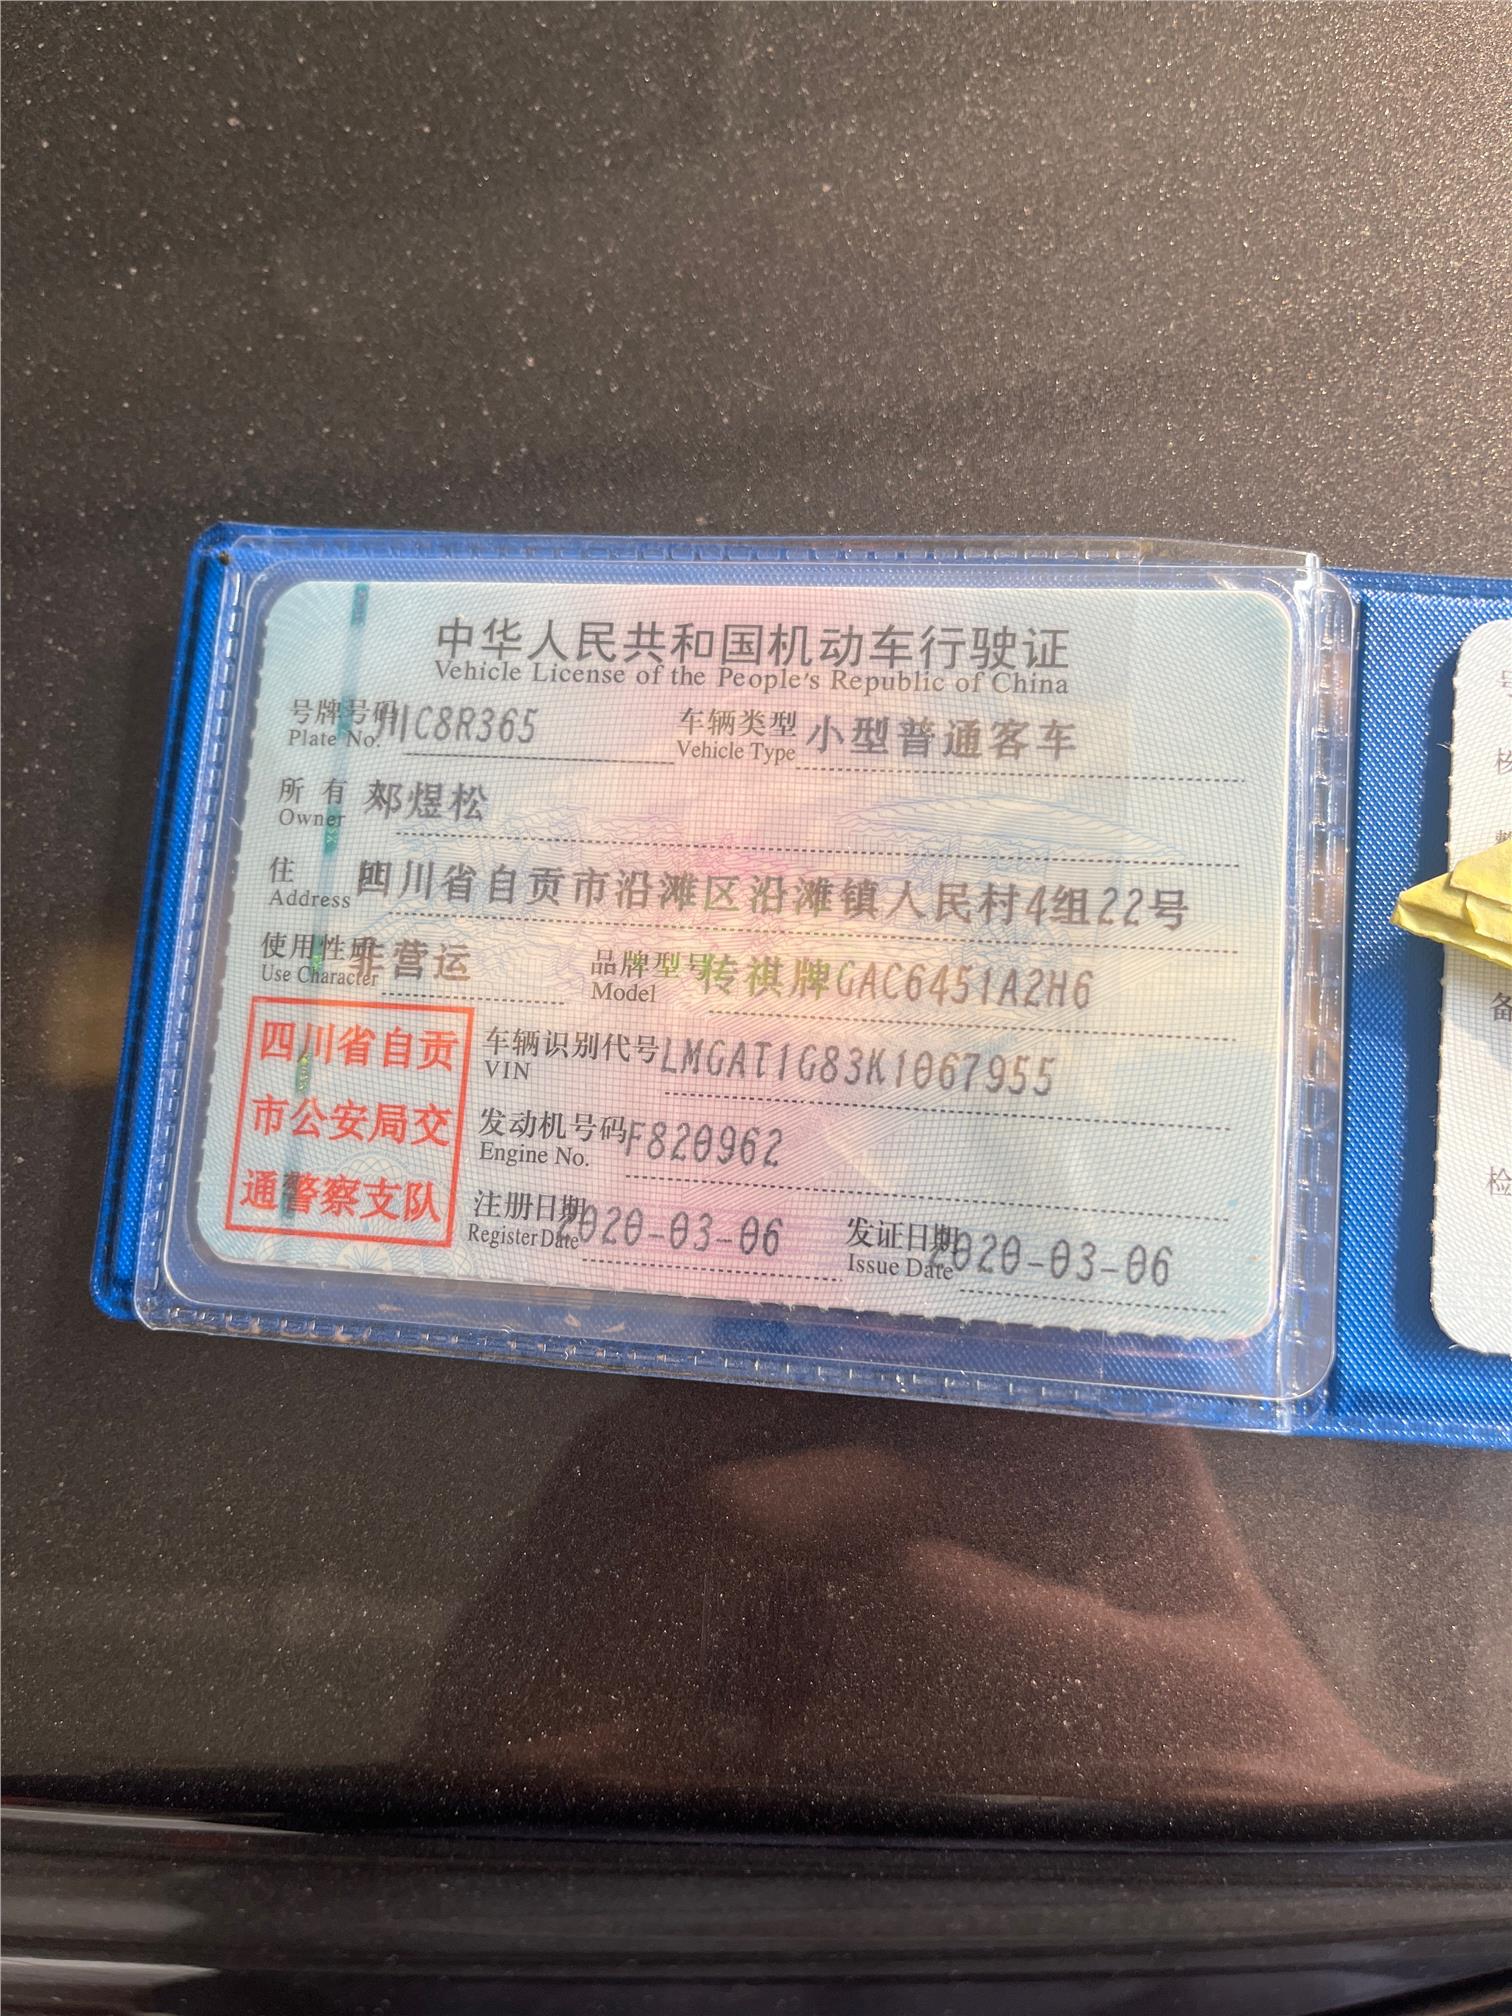 中华人民共和国机动车行驶证
Vehicle License of the People's Republic of China
号牌号码 川C8R365 车辆类型 小型普通客车
Plate No. Vehicle Type
所有 郑煜松
Owner
住 四川省自贡市沿滩区沿滩镇人民村4组22号
Address
使用性质 非营运 品牌型号 传祺牌GAC6451A2H6
Use Character Model
四川省自贡
市公安局交
通警察支队
车辆识别代号 LMGAT1G83K1067955
VIN
发动机号码 F820962
Engine No.
注册日期 2020-03-06 发证日期 2020-03-06
Register Date Issue Date
备
检